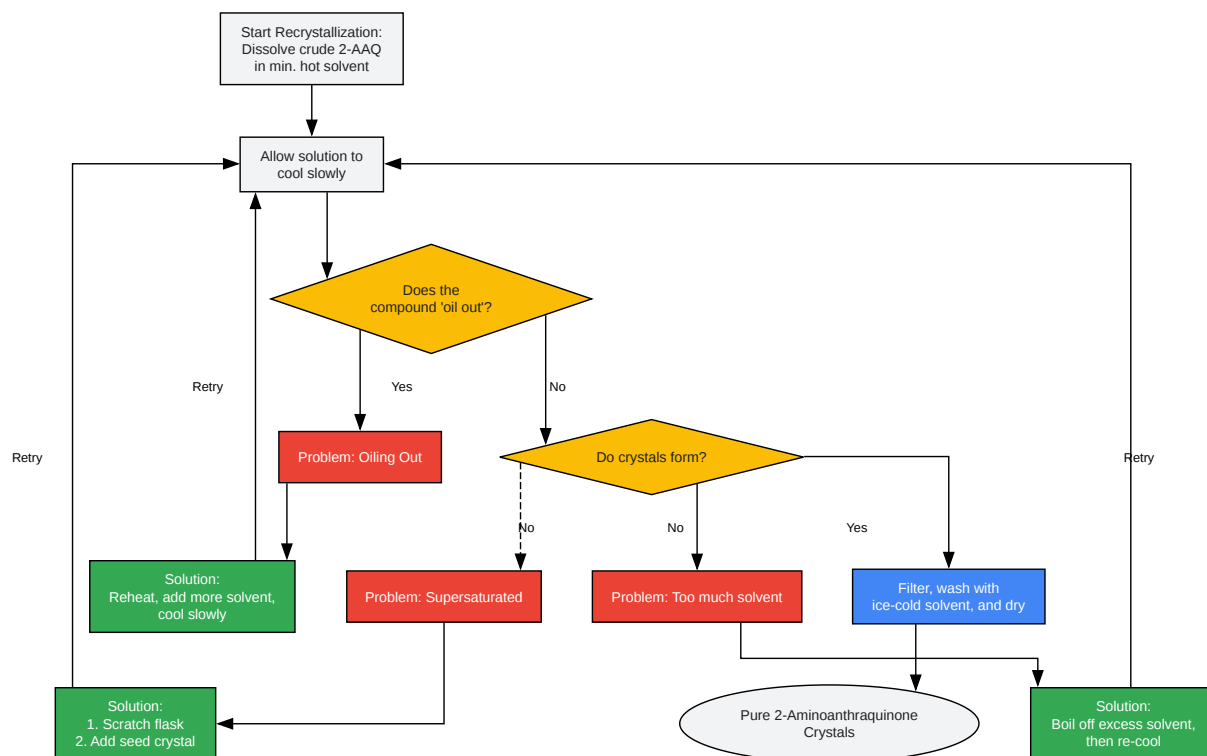 Start Recrystallization:
Dissolve crude 2-AAQ
in min. hot solvent
Allow solution to
cool slowly
Does the
compound 'oil out'?
Retry
Yes
No
Retry
Problem: Oiling Out
Do crystals form?
Retry
No
No
Yes
Solution:
Reheat, add more solvent,
cool slowly
Problem: Supersaturated
Problem: Too much solvent
Filter, wash with
ice-cold solvent, and dry
Solution:
1. Scratch flask
2. Add seed crystal
Pure 2-Aminoanthraquinone
Crystals
Solution:
Boil off excess solvent,
then re-cool